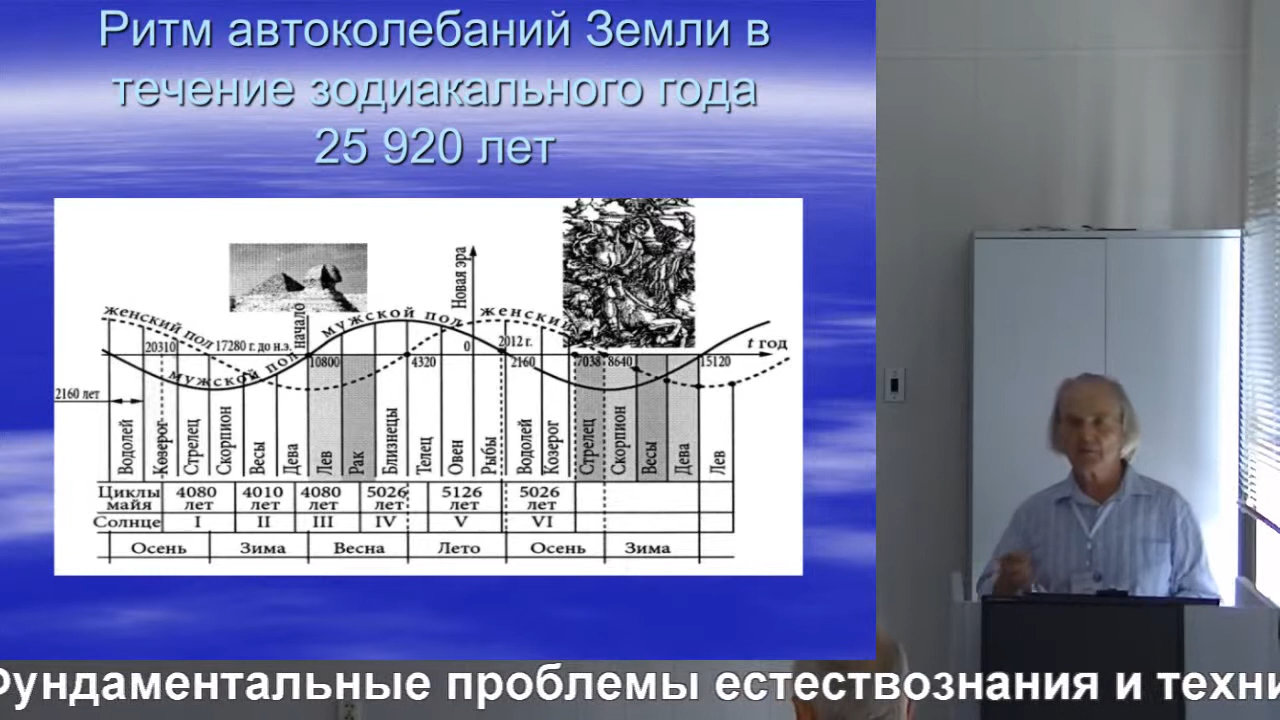 Ритм автоколебаний Земли в
течение зодиакального года
25 920 лет
Новая эра
женский пол
начало
мужской пол
женский
20310
17280 г. до н.э.
мужской пол
10800
4320
0
2012 г.
2160
7038
8640
15120
t год
2160 лет
Водолей
Козерог
Стрелец
Скорпион
Весы
Дева
Лев
Рак
Близнецы
Телец
Овен
Рыбы
Водолей
Козерог
Стрелец
Скорпион
Весы
Дева
Лев
Циклы майя 4080 лет 4010 лет 4080 лет 5026 лет 5126 лет 5026 лет
Солнце I II III IV V VI
Осень Зима Весна Лето Осень Зима
Фундаментальные проблемы естествознания и техни